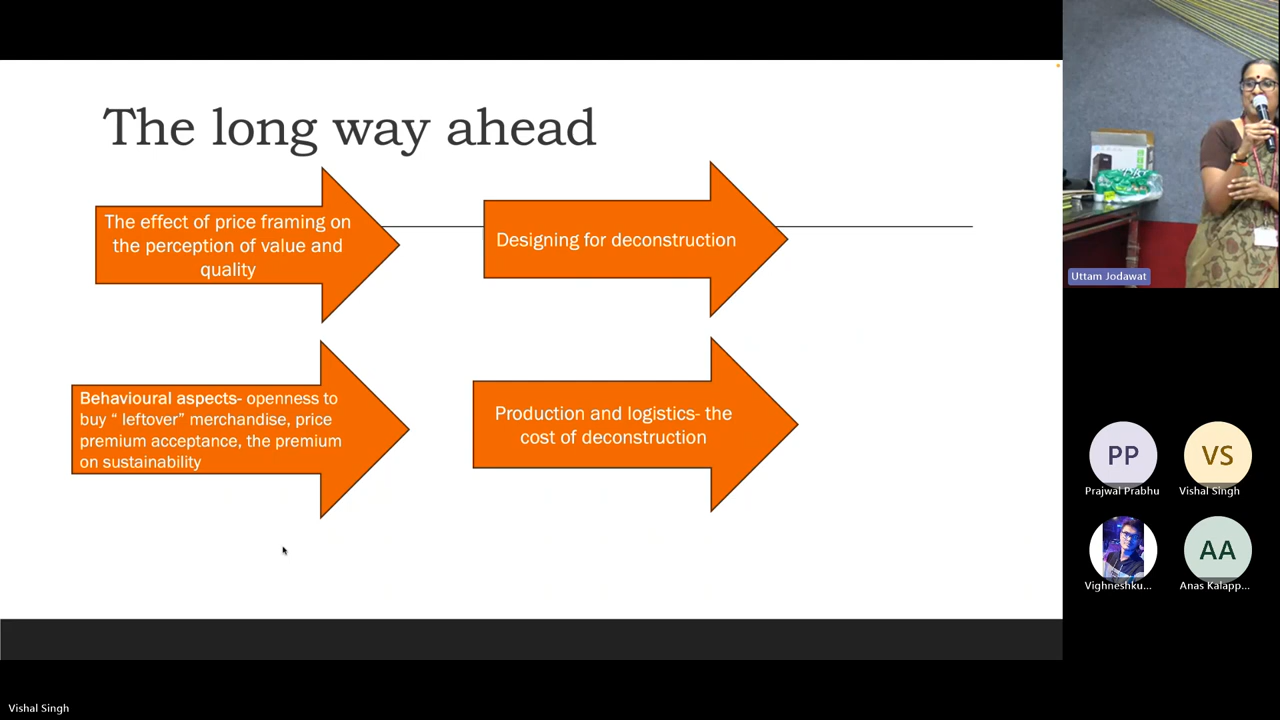 The long way ahead
The effect of price framing on
the perception of value and
quality
Designing for deconstruction
Behavioural aspects- openness to
buy “ leftover” merchandise, price
premium acceptance, the premium
on sustainability
Production and logistics- the
cost of deconstruction
Uttam Jodawat
PP
Prajwal Prabhu
VS
Vishal Singh
Vighneshku...
AA
Anas Kalapp...
Vishal Singh